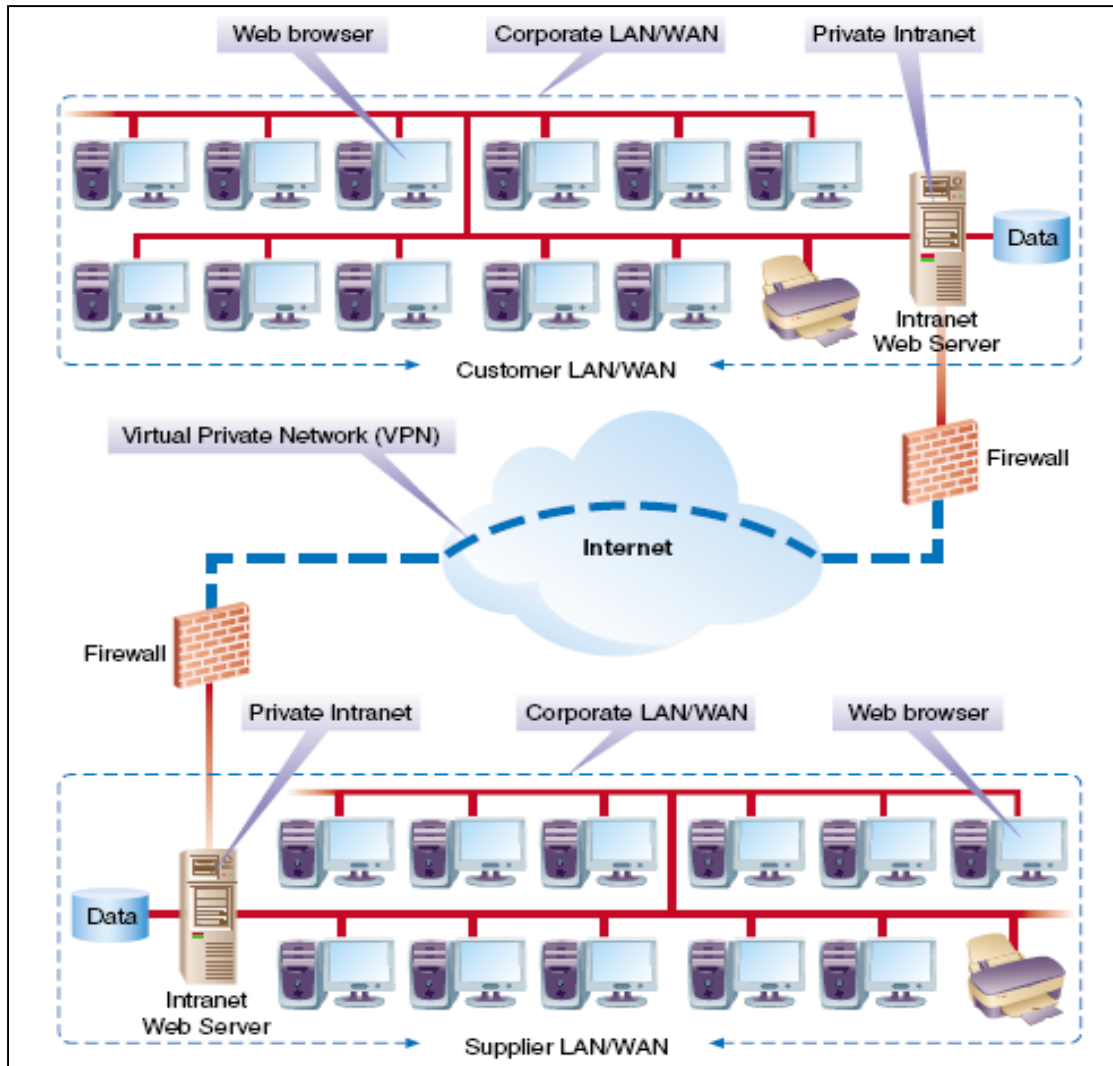 Web browser
Corporate LAN/WAN
Private Intranet
Data
Intranet
Web Server
Customer LAN/WAN
Virtual Private Network (VPN)
Firewall
Internet
Firewall
Private Intranet
Corporate LAN/WAN
Web browser
Data
Intranet
Web Server
Supplier LAN/WAN